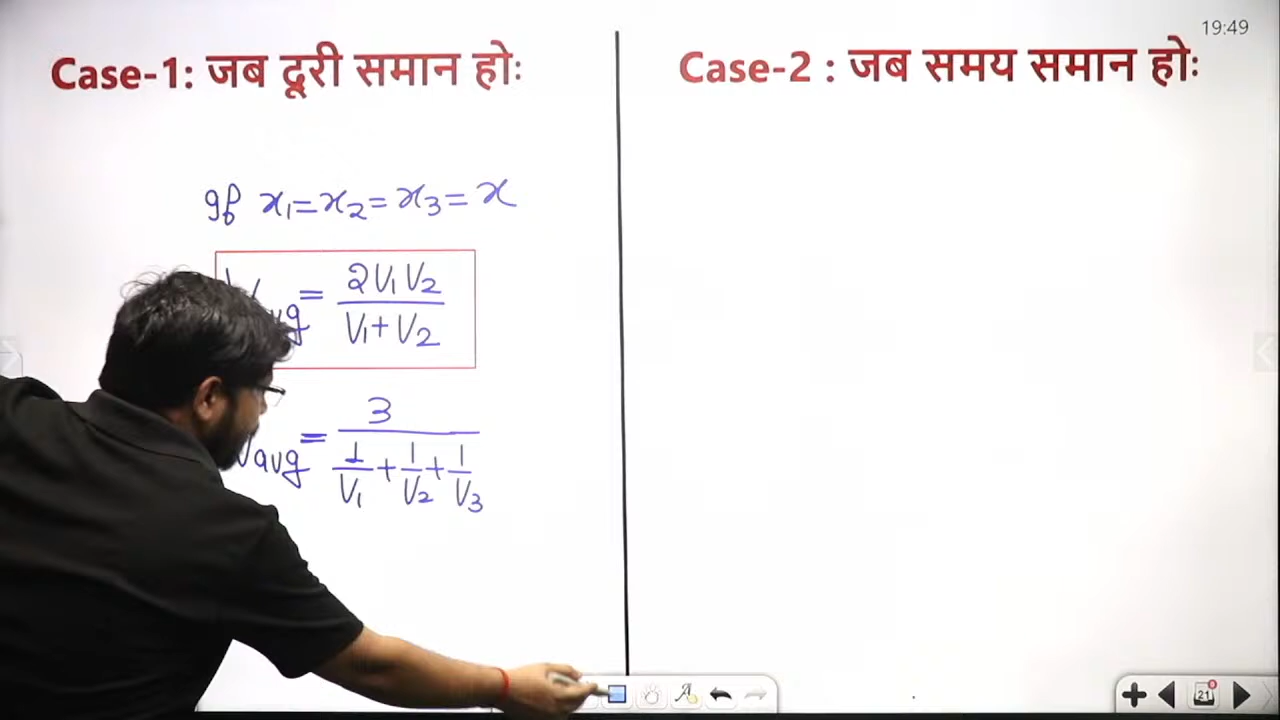 19:49
Case-1: जब दूरी समान होः
If x₁=x₂=x₃=x
Vavg = 2V₁V₂ / V₁+V₂
Vavg = 3 / 1/V₁ + 1/V₂ + 1/V₃
Case-2 : जब समय समान होः
21